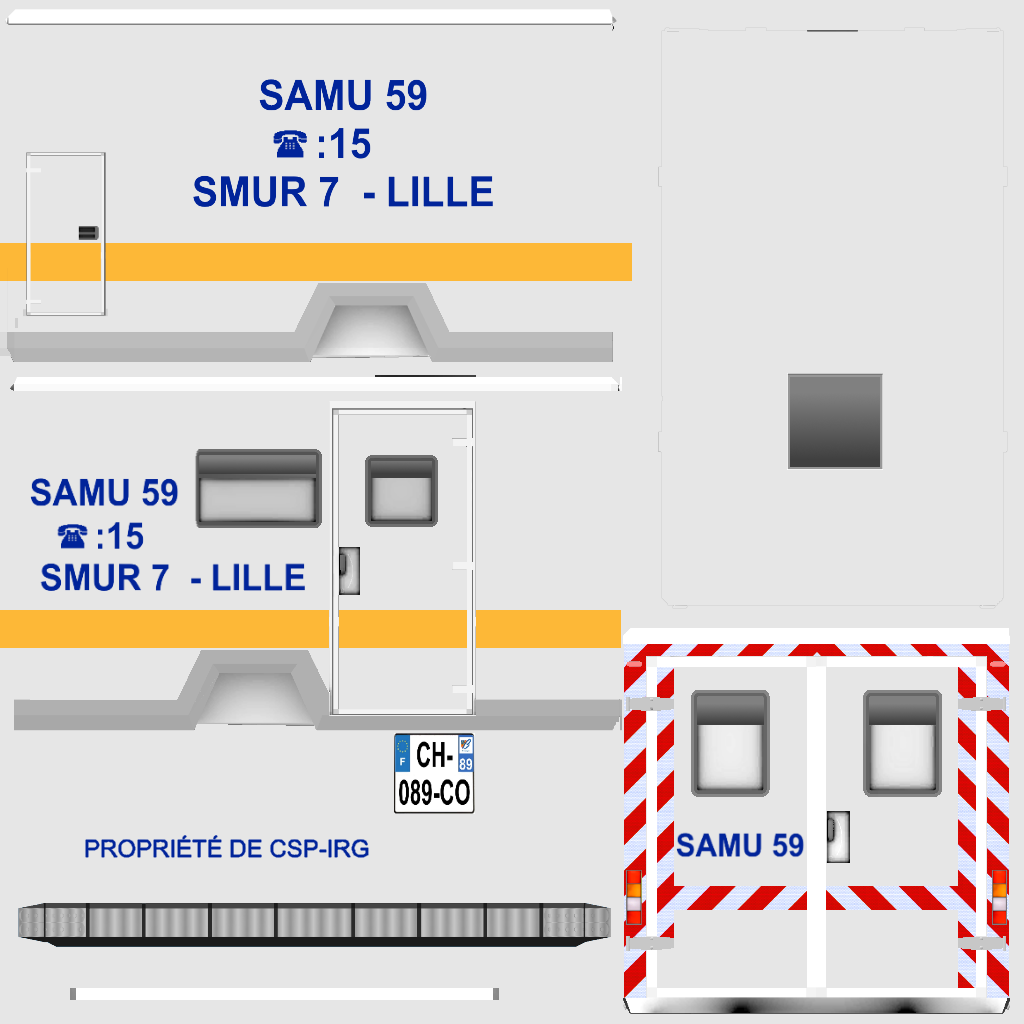 SAMU 59
☎ :15
SMUR 7 - LILLE
SAMU 59
☎ :15
SMUR 7 - LILLE
F
CH-
89
089-CO
SAMU 59
PROPRIÉTÉ DE CSP-IRG